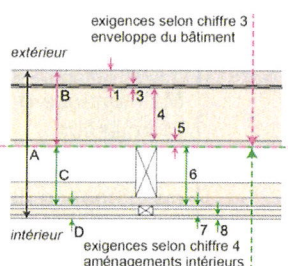 exigences selon chiffre 3
enveloppe du bâtiment
extérieur
B
1
3
4
5
A
C
6
intérieur
D
7
8
exigences selon chiffre 4
aménagements intérieurs